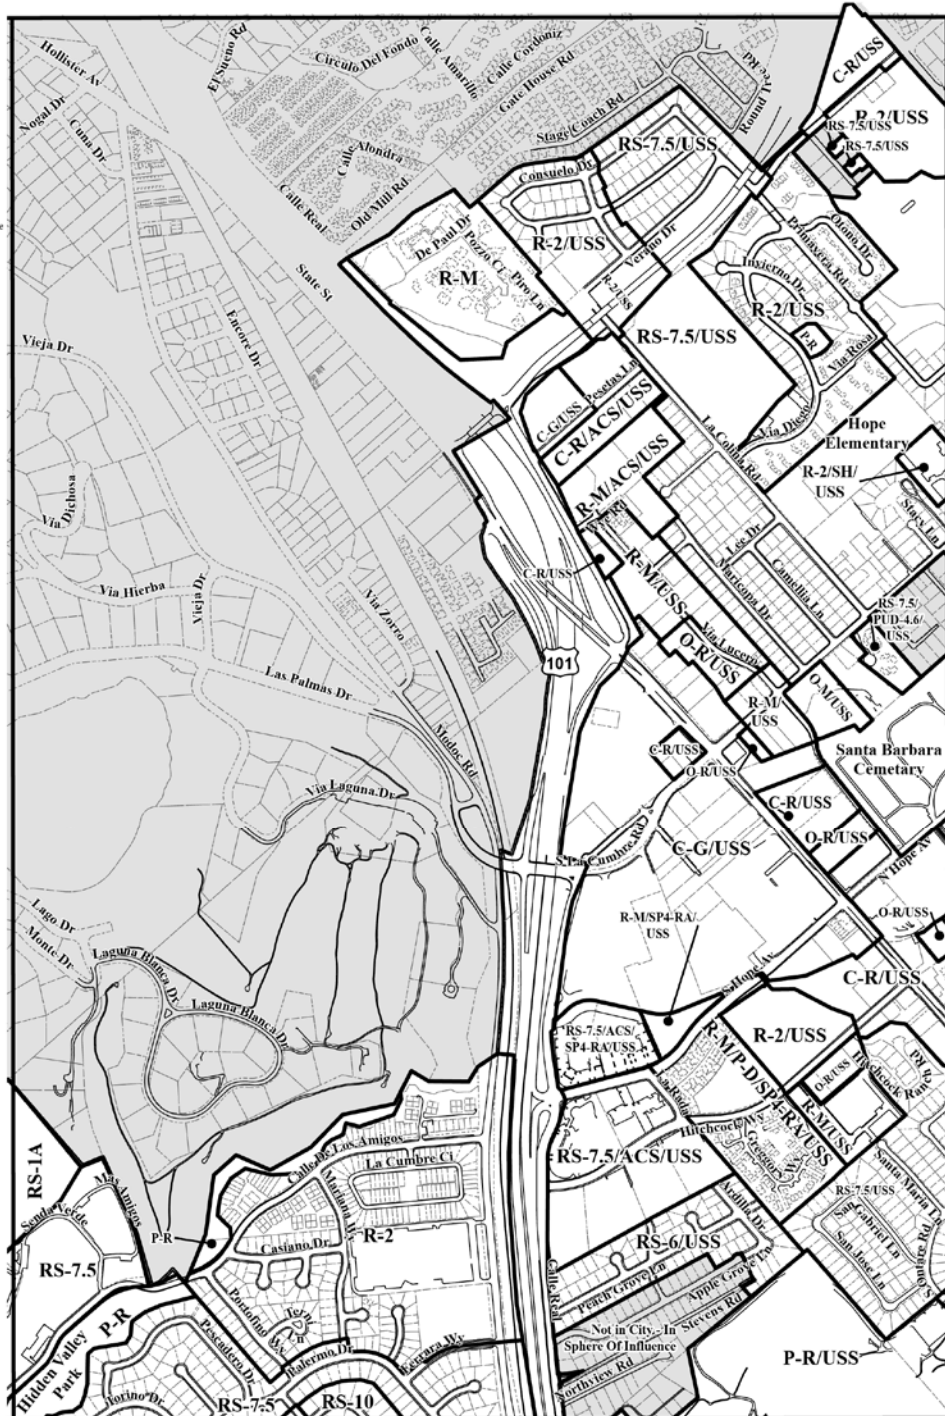 El Sueno Rd
Hollister Av
Circulo Del Fondo
Calle Amarillo
Calle Cordoniz
Gate House Rd
Round Tree Rd
C-R/USS
Nogal Dr
Cuna Dr
Stage Coach Rd
R-2/USS
RS-7.5/USS
RS-7.5/USS
RS-7.5/USS
Calle Alondra
Old Mill Rd
Calle Real
Consuelo Dr
De Paul Dr
Pozzo Ct
Piro Ln
R-M
R-2/USS
Verano Dr
R-2/USS
Primavera Rd
Otono Dr
Invierno Dr
R-2/USS
P-R
Via Rosa
State St
Encore Dr
Vieja Dr
RS-7.5/USS
Pesetas Ln
C-G/USS
C-R/ACS/USS
R-M/ACS/USS
La Colina Rd
Via Diego
Hope
Elementary
R-2/SH/
USS
Stacy Ln
Via Dichosa
Via Hierba
Vieja Dr
Via Zorro
Wye Rd
C-R/USS
R-M/USS
Lee Dr
Maricapa Dr
Camellia Ln
RS-7.5/
PUD-4.6/
USS
Via Lucero
O-R/USS
O-M/USS
101
Las Palmas Dr
Modoc Rd
R-M/
USS
C-R/USS
O-R/USS
Santa Barbara
Cemetary
Via Laguna Dr
C-R/USS
O-R/USS
S La Cumbre Rd
C-G/USS
N Hope Av
O-R/USS
R-M/SP4-RA/
USS
Lago Dr
Monte Dr
Laguna Blanca Dr
Laguna Blanca Dr
S Hope Av
C-R/USS
RS-7.5/ACS/
SP4-RA/USS
R-M/P-D/SP4-RA/USS
R-2/USS
O-R/USS
Hitchcock
Ranch Rd
R-M/USS
La Rada
Hitchcock Wy
Gregory Wy
RS-7.5/ACS/USS
RS-1A
Calle De Los Amigos
La Cumbre Ci
Mariana Wy
Mas Amigos
Senda Verde
P-R
Casiano Dr
R-2
RS-7.5
Ardilla Dr
RS-7.5/USS
San Gabriel Ln
San Jose Ln
Santa Maria Ln
S Ontare Rd
RS-6/USS
Peach Grove Ln
Apple Grove Ln
Stevens Rd
Calle Real
Not in City - In
Sphere Of Influence
Northview Rd
P-R/USS
P-R
Hidden Valley
Park
Portofino Wy
Pescadero Dr
Palermo Dr
Ferrara Wy
Torino Dr
RS-7.5
RS-10